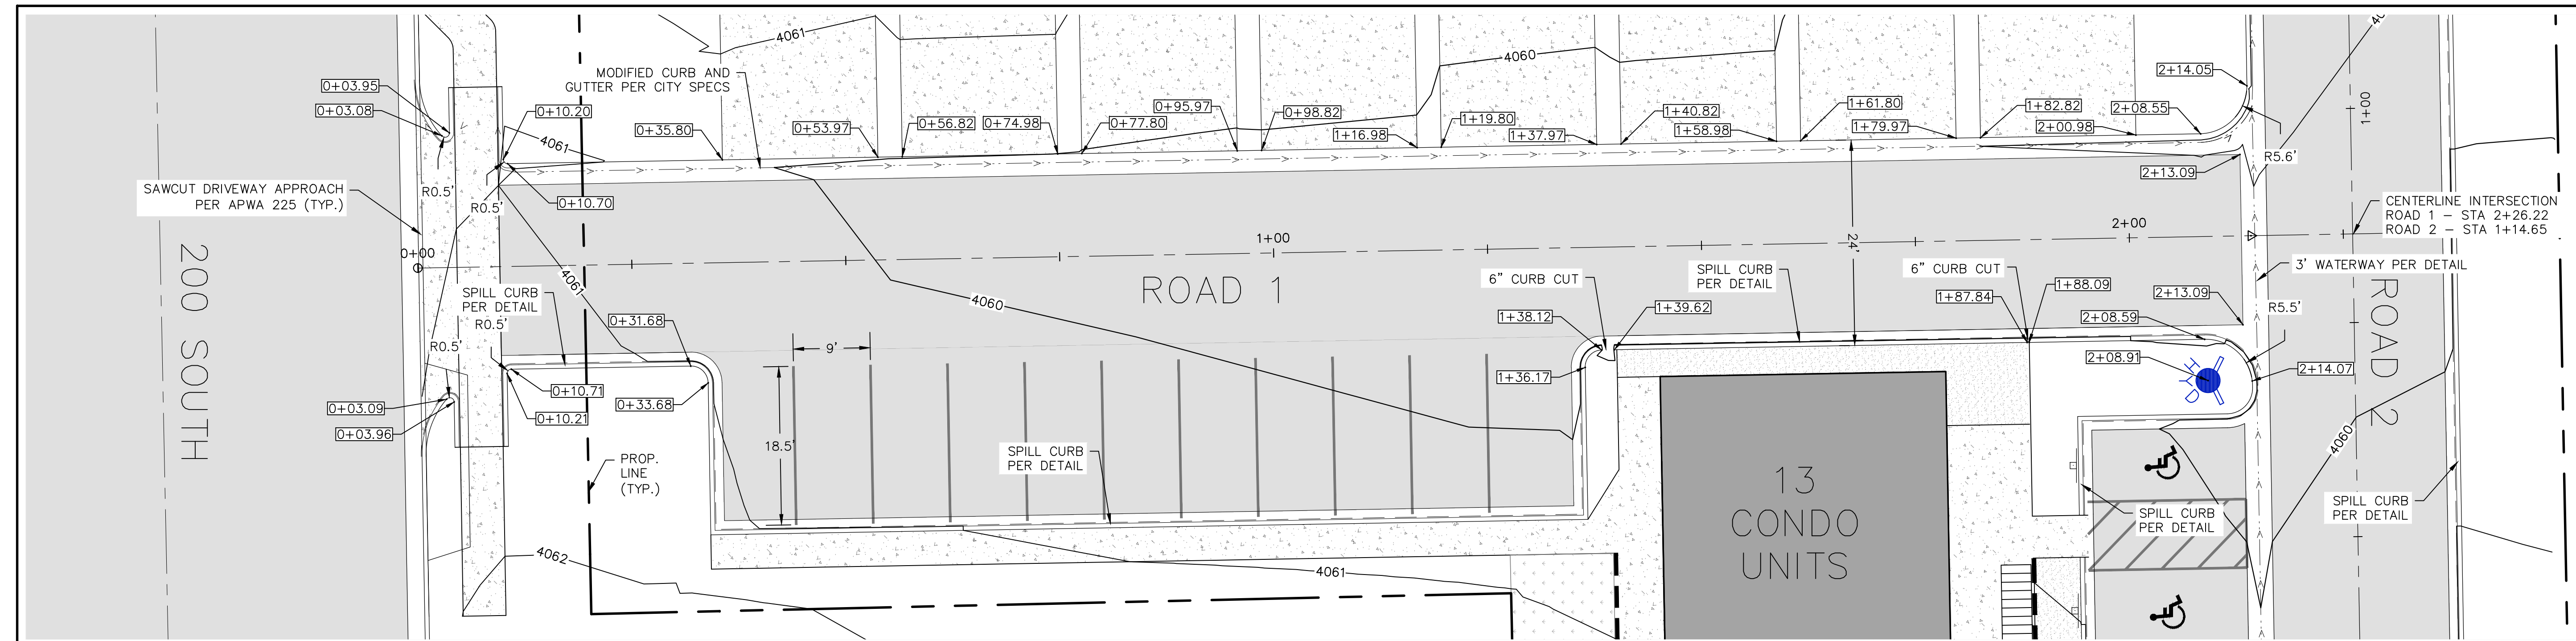 4061
4060
40
MODIFIED CURB AND
GUTTER PER CITY SPECS
0+03.95
0+03.08
0+10.20
4061
0+35.80
0+53.97
0+56.82
0+74.98
0+77.80
0+95.97
0+98.82
1+16.98
1+19.80
1+37.97
1+40.82
1+58.98
1+61.80
1+79.97
1+82.82
2+00.98
2+08.55
2+14.05
1+00
R5.6'
2+13.09
SAWCUT DRIVEWAY APPROACH
PER APWA 225 (TYP.)
R0.5'
R0.5'
0+10.70
CENTERLINE INTERSECTION
ROAD 1 – STA 2+26.22
ROAD 2 – STA 1+14.65
200 SOUTH
0+00
1+00
2+00
24'
ROAD 1
4061
4060
3' WATERWAY PER DETAIL
ROAD 2
SPILL CURB
PER DETAIL
R0.5'
R0.5'
0+31.68
9'
6" CURB CUT
SPILL CURB
PER DETAIL
6" CURB CUT
1+38.12
1+39.62
1+87.84
1+88.09
2+13.09
2+08.59
R5.5'
2+08.91
2+14.07
HYD
1+36.17
0+10.71
0+10.21
0+33.68
0+03.09
0+03.96
18.5'
PROP.
LINE
(TYP.)
SPILL CURB
PER DETAIL
13
CONDO
UNITS
4060
SPILL CURB
PER DETAIL
SPILL CURB
PER DETAIL
4062
4061